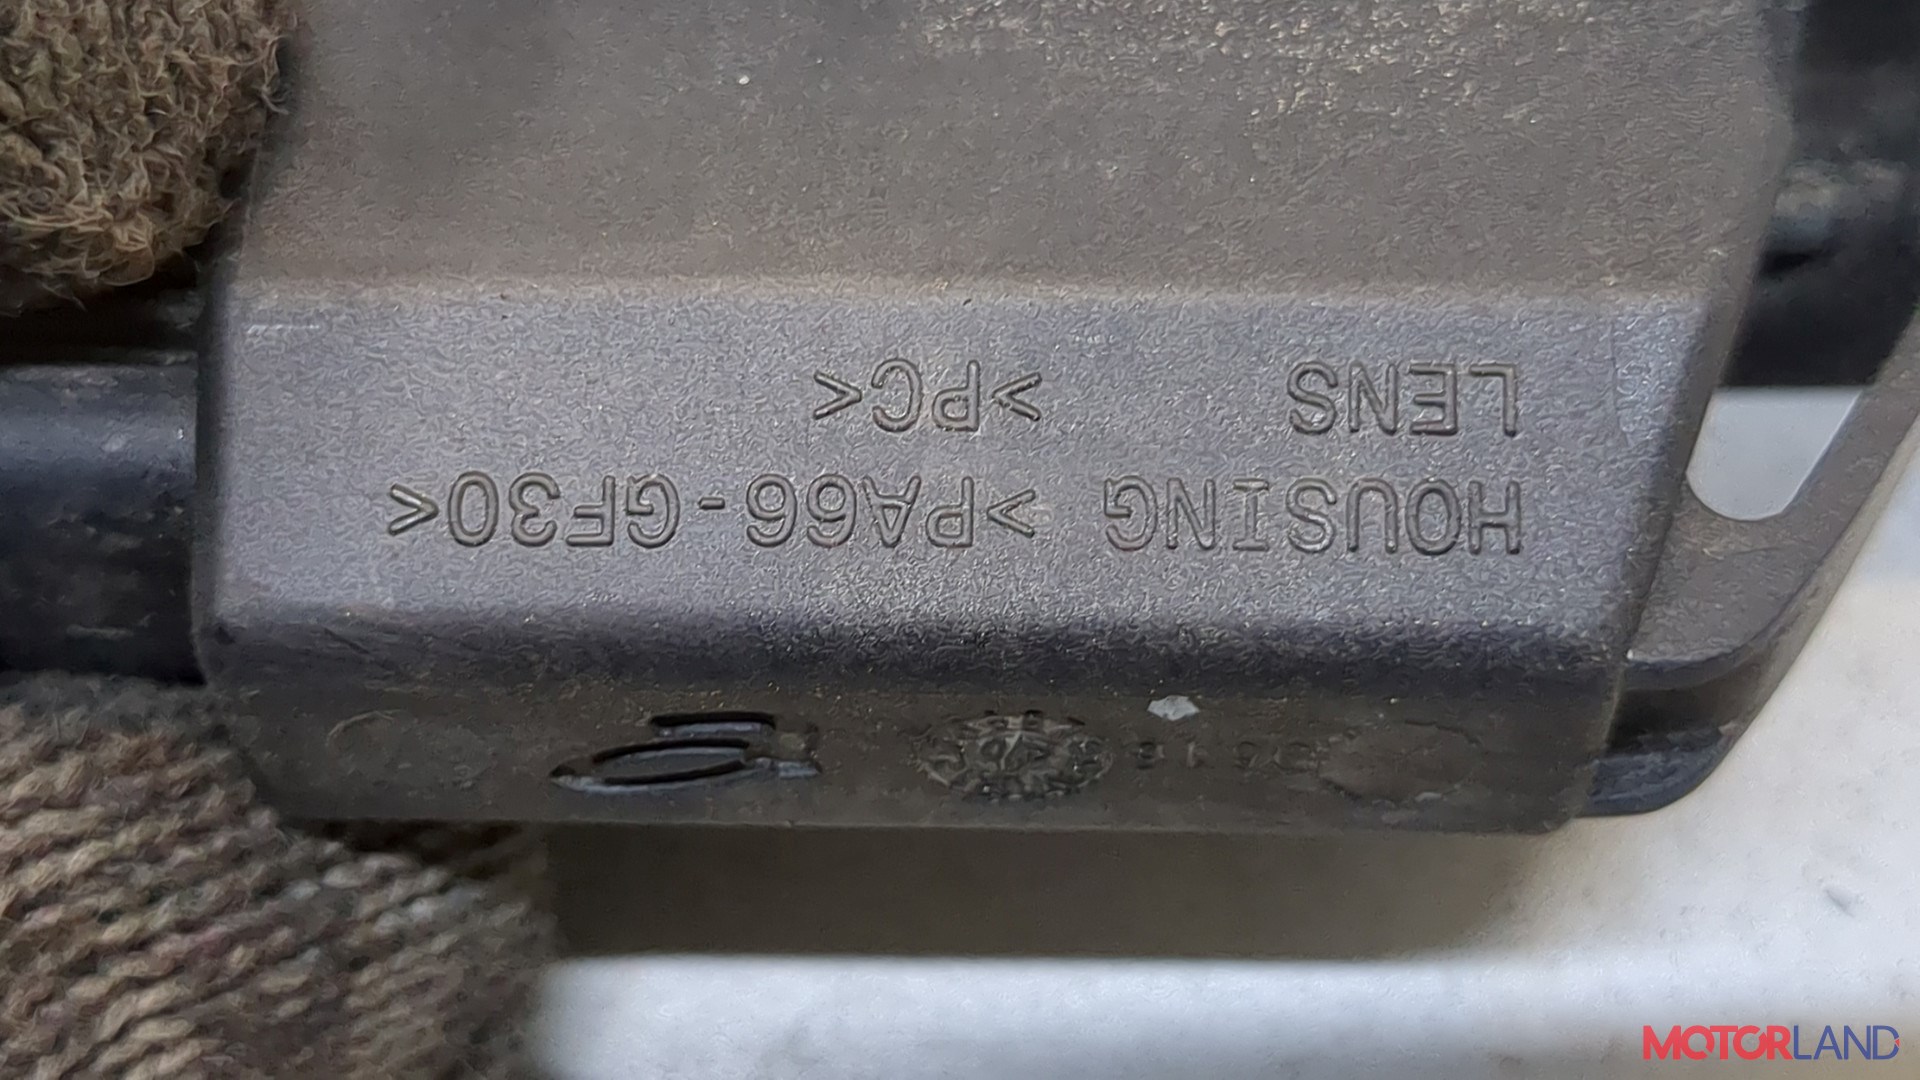 HOUSING >PA66-GF30<
LENS >PC<
MOTORLAND